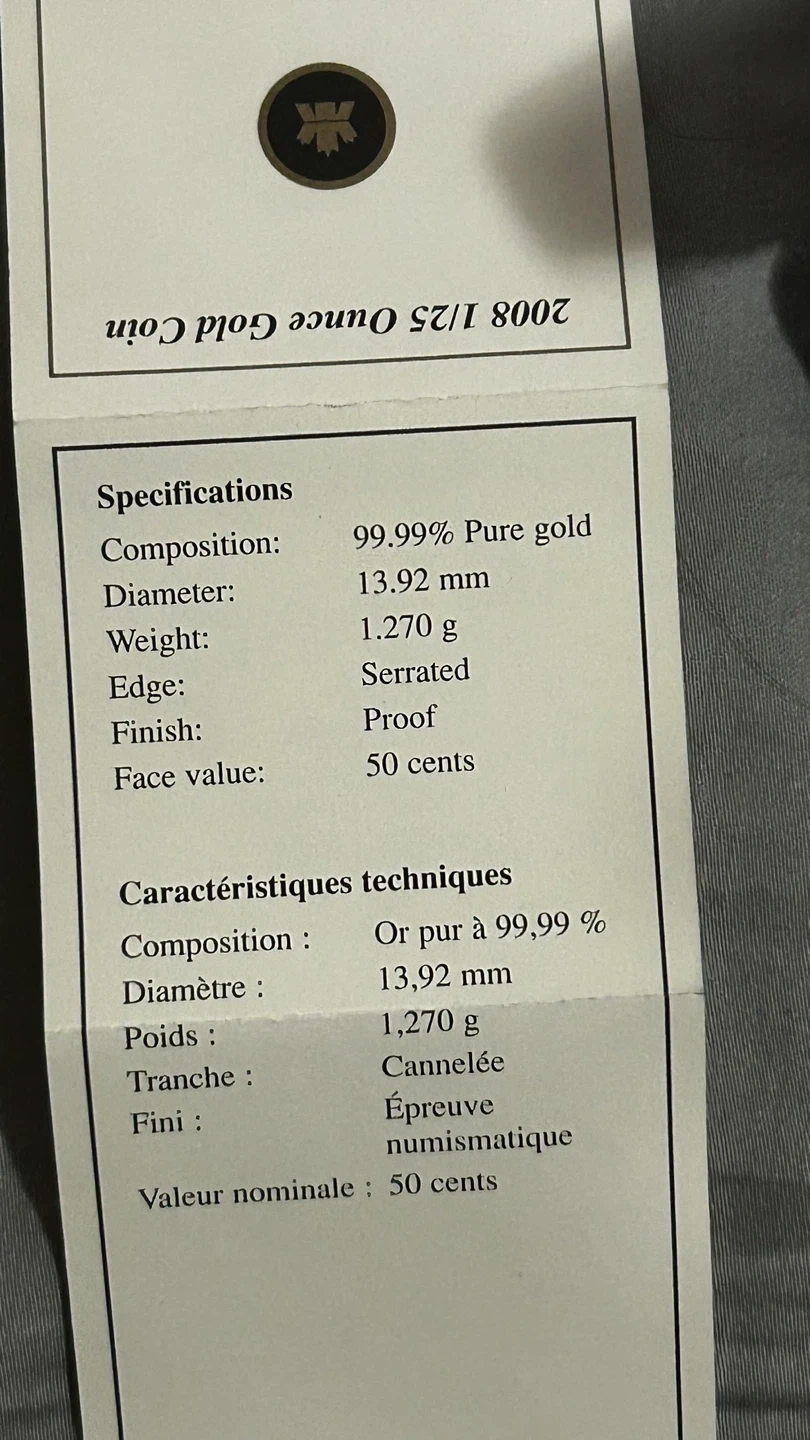 2008 1/25 Ounce Gold Coin
Specifications
Composition: 99.99% Pure gold
Diameter: 13.92 mm
Weight: 1.270 g
Edge: Serrated
Finish: Proof
Face value: 50 cents
Caractéristiques techniques
Composition : Or pur à 99,99 %
Diamètre : 13,92 mm
Poids : 1,270 g
Tranche : Cannelée
Fini : Épreuve
numismatique
Valeur nominale : 50 cents